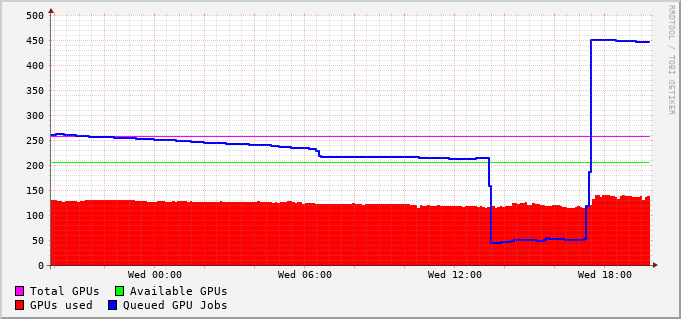 500
450
400
350
300
250
200
150
100
50
0
Wed 00:00 Wed 06:00 Wed 12:00 Wed 18:00
Total GPUs Available GPUs
GPUs used Queued GPU Jobs
RRDTOOL / TOBI OETIKER